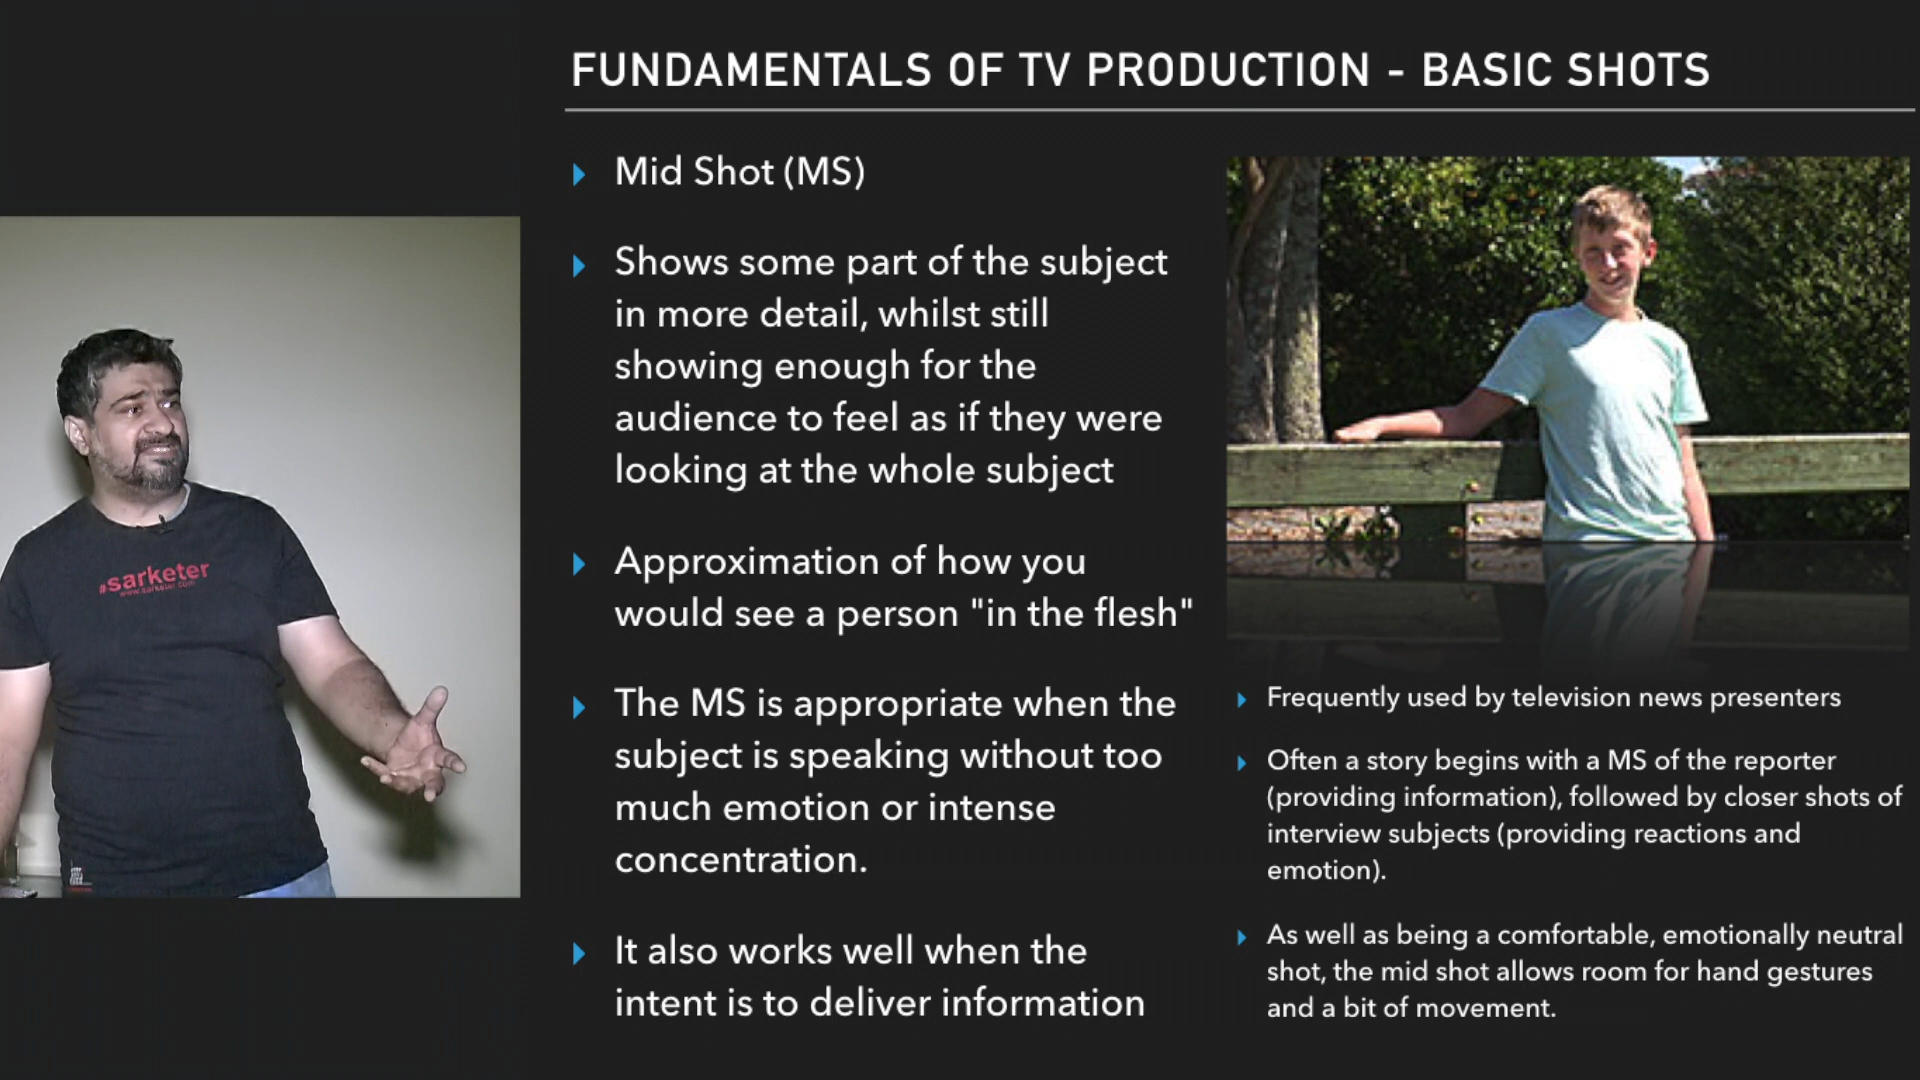 FUNDAMENTALS OF TV PRODUCTION - BASIC SHOTS
Mid Shot (MS)
Shows some part of the subject
in more detail, whilst still
showing enough for the
audience to feel as if they were
looking at the whole subject
Approximation of how you
would see a person "in the flesh"
The MS is appropriate when the
subject is speaking without too
much emotion or intense
concentration.
It also works well when the
intent is to deliver information
Frequently used by television news presenters
Often a story begins with a MS of the reporter
(providing information), followed by closer shots of
interview subjects (providing reactions and
emotion).
As well as being a comfortable, emotionally neutral
shot, the mid shot allows room for hand gestures
and a bit of movement.
#sarketer
www.sarketer.com